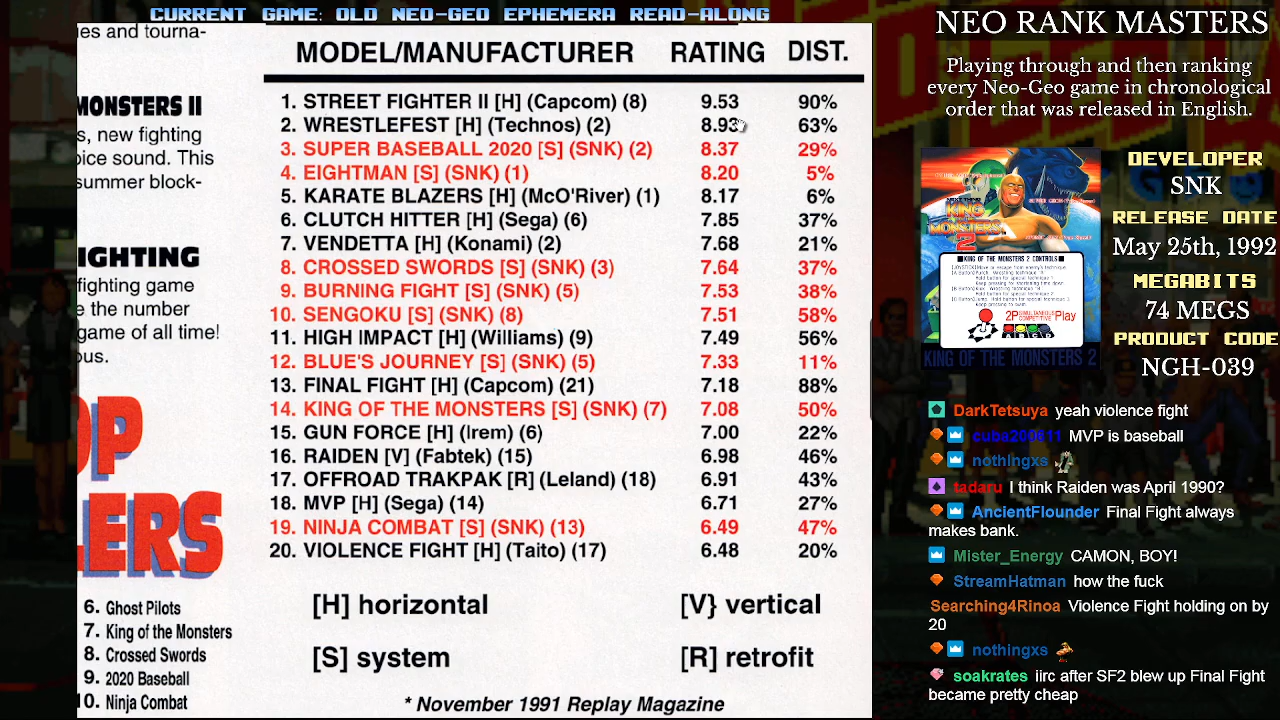 CURRENT GAME: OLD NEO-GEO EPHEMERA READ-ALONG
ues and tourna-
MONSTERS II
s, new fighting
oice sound. This
summer block-
IGHTING
fighting game
e the number
game of all time!
ous.
OP
LERS
6. Ghost Pilots
7. King of the Monsters
8. Crossed Swords
9. 2020 Baseball
10. Ninja Combat
MODEL/MANUFACTURER RATING DIST.
1. STREET FIGHTER II [H] (Capcom) (8) 9.53 90%
2. WRESTLEFEST [H] (Technos) (2) 8.93 63%
3. SUPER BASEBALL 2020 [S] (SNK) (2) 8.37 29%
4. EIGHTMAN [S] (SNK) (1) 8.20 5%
5. KARATE BLAZERS [H] (McO'River) (1) 8.17 6%
6. CLUTCH HITTER [H] (Sega) (6) 7.85 37%
7. VENDETTA [H] (Konami) (2) 7.68 21%
8. CROSSED SWORDS [S] (SNK) (3) 7.64 37%
9. BURNING FIGHT [S] (SNK) (5) 7.53 38%
10. SENGOKU [S] (SNK) (8) 7.51 58%
11. HIGH IMPACT [H] (Williams) (9) 7.49 56%
12. BLUE'S JOURNEY [S] (SNK) (5) 7.33 11%
13. FINAL FIGHT [H] (Capcom) (21) 7.18 88%
14. KING OF THE MONSTERS [S] (SNK) (7) 7.08 50%
15. GUN FORCE [H] (Irem) (6) 7.00 22%
16. RAIDEN [V] (Fabtek) (15) 6.98 46%
17. OFFROAD TRAKPAK [R] (Leland) (18) 6.91 43%
18. MVP [H] (Sega) (14) 6.71 27%
19. NINJA COMBAT [S] (SNK) (13) 6.49 47%
20. VIOLENCE FIGHT [H] (Taito) (17) 6.48 20%
[H] horizontal [V} vertical
[S] system [R] retrofit
* November 1991 Replay Magazine
NEO RANK MASTERS
Playing through and then ranking
every Neo-Geo game in chronological
order that was released in English.
KING OF THE MONSTERS 2
2P SIMULTANEOUS COMPETITIVE Play
KING OF THE MONSTERS 2
DEVELOPER
SNK
RELEASE DATE
May 25th, 1992
MEGABITS
74 MEGS
PRODUCT CODE
NGH-039
DarkTetsuya yeah violence fight
cuba200611 MVP is baseball
nothingxs
tadaru I think Raiden was April 1990?
AncientFlounder Final Fight always
makes bank.
Mister_Energy CAMON, BOY!
StreamHatman how the fuck
Searching4Rinoa Violence Fight holding on by
20
nothingxs
soakrates iirc after SF2 blew up Final Fight
became pretty cheap